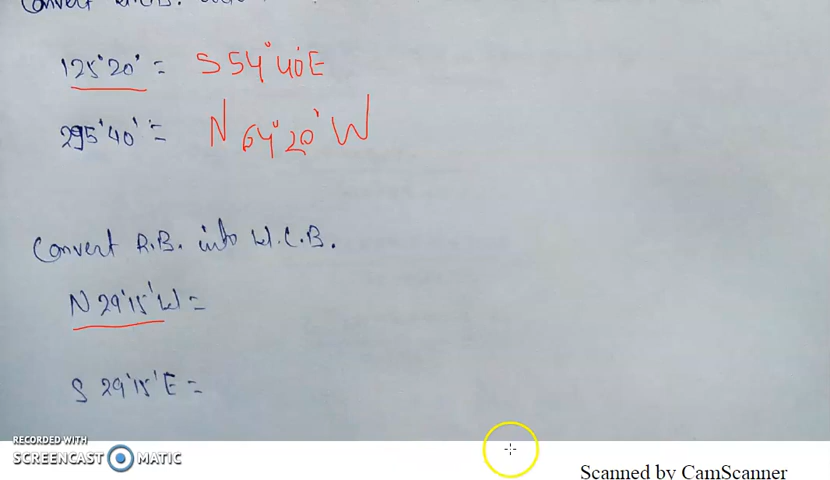 Convert
125°20' = S 54°40'E
295°40' = N 64°20' W
Convert R.B. into W.C.B.
N 29°15' W =
S 29°15' E =
RECORDED WITH
SCREENCAST MATIC
Scanned by CamScanner